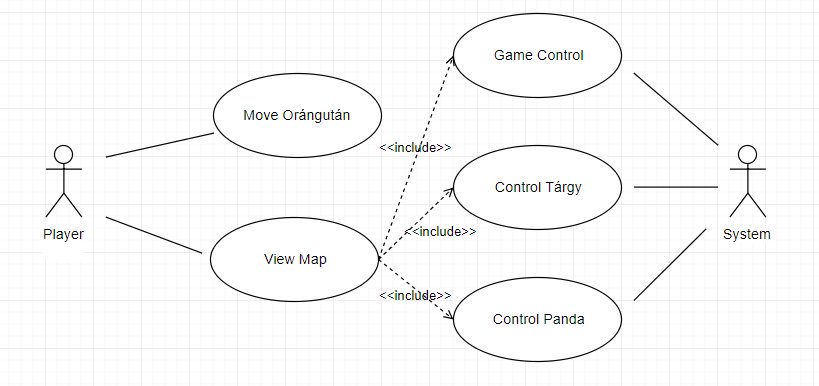 Game Control
Move Orángután
<<include>>
Control Tárgy
Player
<<include>>
System
View Map
<<include>>
Control Panda